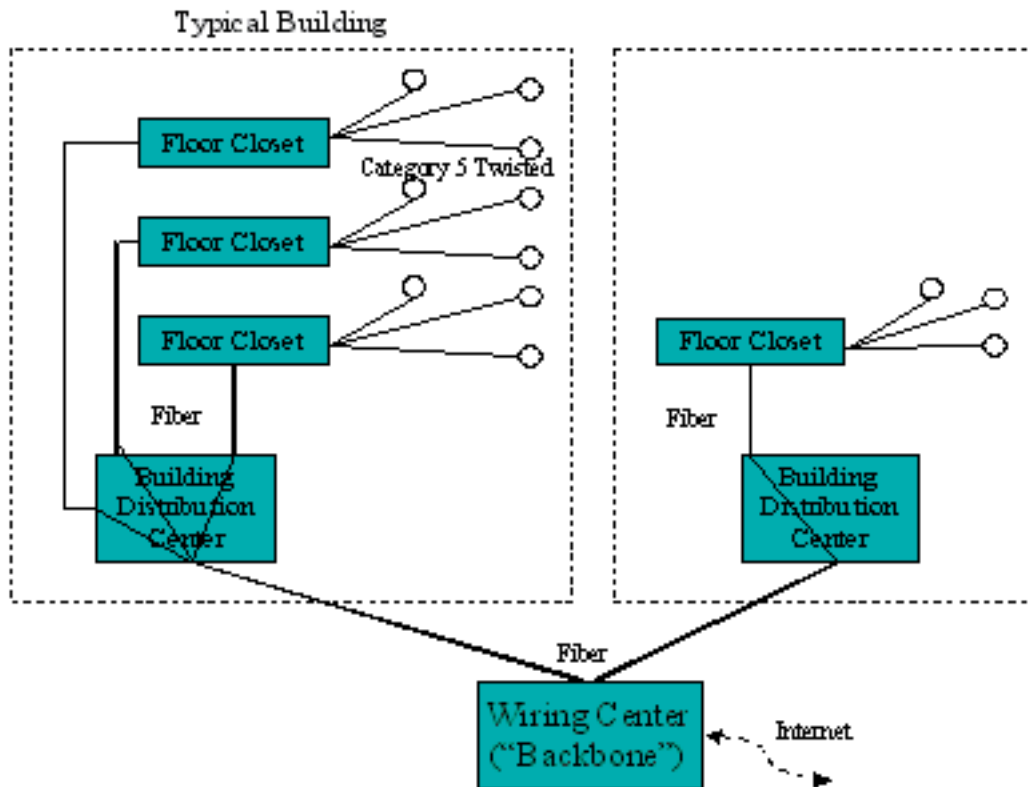 Typical Building
Floor Closet
Category 5 Twisted
Floor Closet
Floor Closet
Fiber
Building
Distribution
Center
Floor Closet
Fiber
Building
Distribution
Center
Fiber
Wiring Center
("Backbone")
Internet